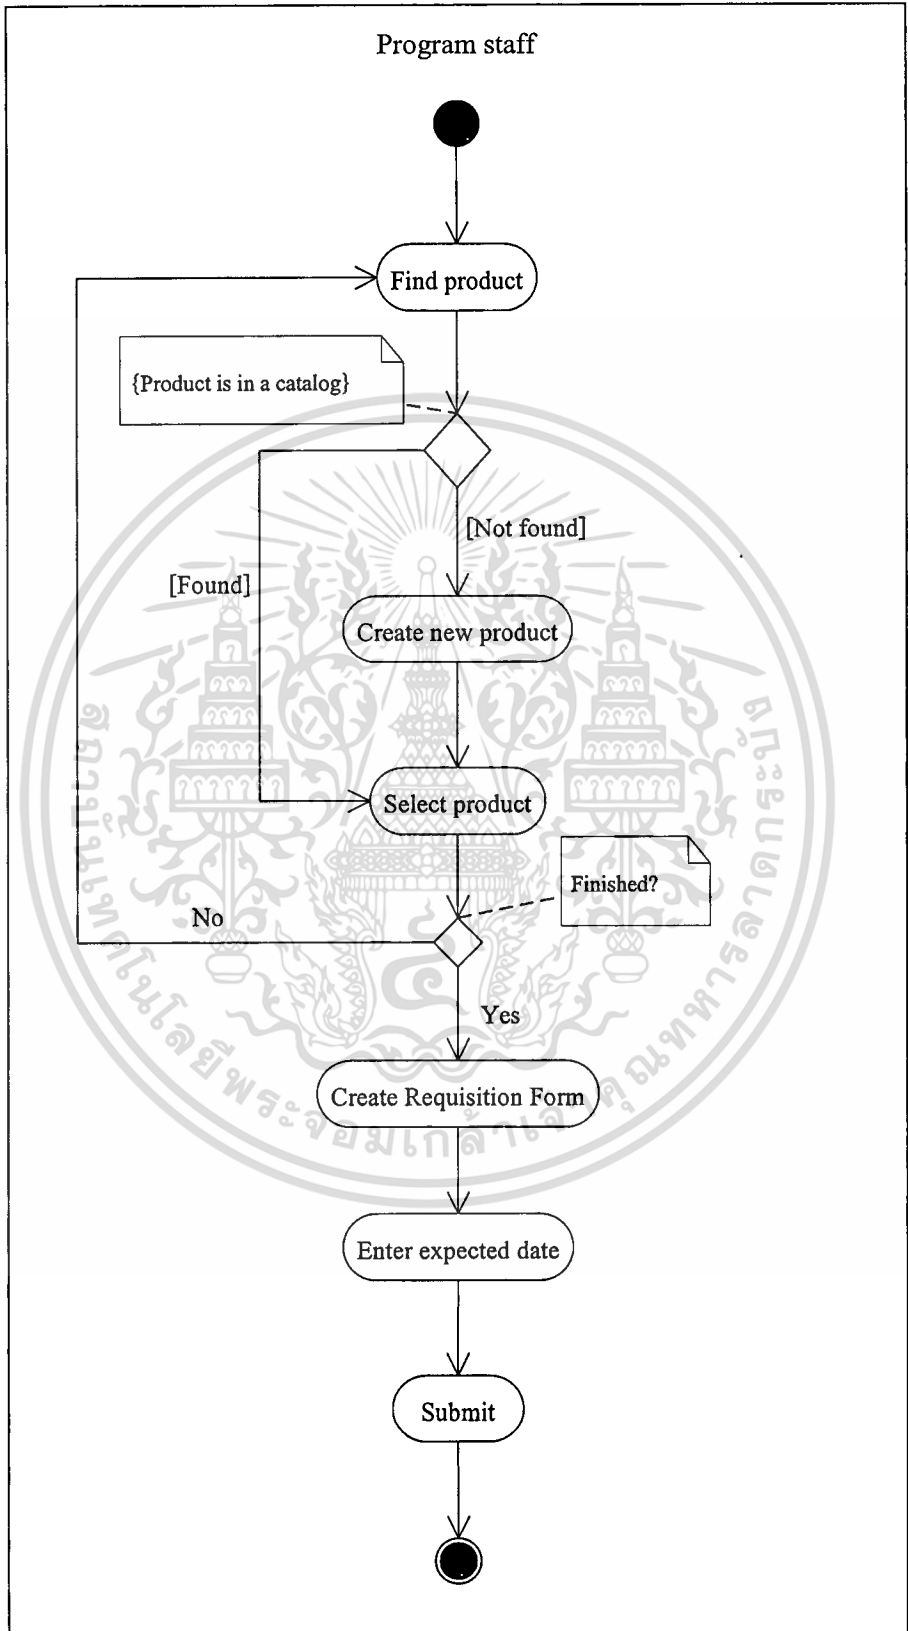 Program staff
Find product
{Product is in a catalog}
[Not found]
[Found]
Create new product
Select product
Finished?
No
Yes
Create Requisition Form
Enter expected date
Submit